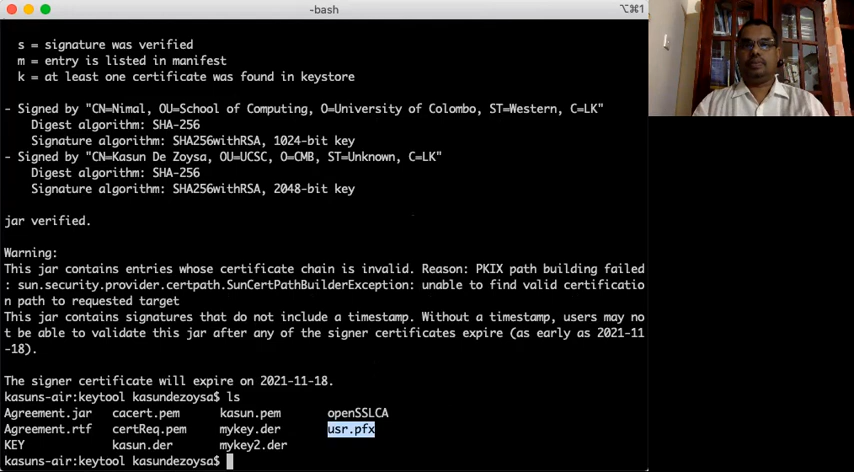 -bash
⌥⌘1
s = signature was verified
m = entry is listed in manifest
k = at least one certificate was found in keystore
- Signed by "CN=Nimal, OU=School of Computing, O=University of Colombo, ST=Western, C=LK"
Digest algorithm: SHA-256
Signature algorithm: SHA256withRSA, 1024-bit key
- Signed by "CN=Kasun De Zoysa, OU=UCSC, O=CMB, ST=Unknown, C=LK"
Digest algorithm: SHA-256
Signature algorithm: SHA256withRSA, 2048-bit key
jar verified.
Warning:
This jar contains entries whose certificate chain is invalid. Reason: PKIX path building failed
: sun.security.provider.certpath.SunCertPathBuilderException: unable to find valid certificatio
n path to requested target
This jar contains signatures that do not include a timestamp. Without a timestamp, users may no
t be able to validate this jar after any of the signer certificates expire (as early as 2021-11
-18).
The signer certificate will expire on 2021-11-18.
kasuns-air:keytool kasundezoysa$ ls
Agreement.jar cacert.pem kasun.pem openSSLCA
Agreement.rtf certReq.pem mykey.der usr.pfx
KEY kasun.der mykey2.der
kasuns-air:keytool kasundezoysa$